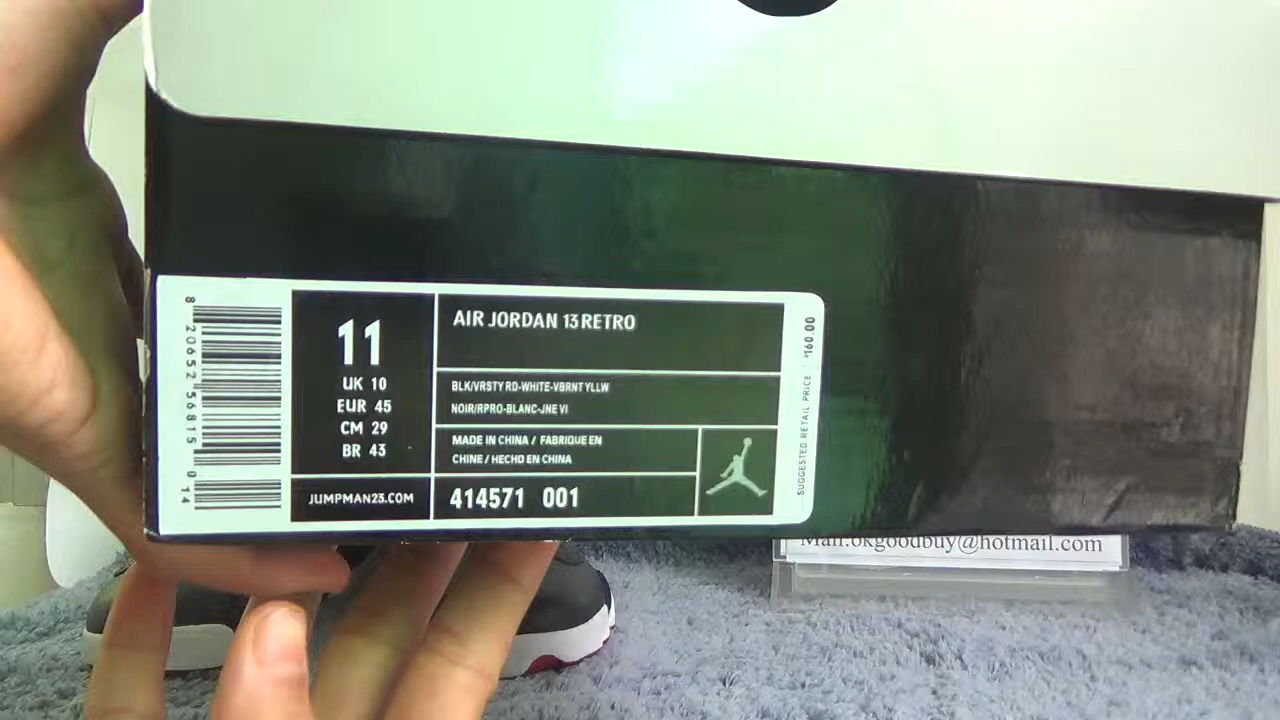 8 20652 56815 0 14
11
UK 10
EUR 45
CM 29
BR 43
JUMPMAN23.COM
AIR JORDAN 13 RETRO
BLK/VRSTY RD-WHITE-VBRNT YLLW
NOIR/RPRO-BLANC-JNE VI
MADE IN CHINA / FABRIQUE EN
CHINE / HECHO EN CHINA
414571 001
SUGGESTED RETAIL PRICE $160.00
Mail:okgoodbuy@hotmail.com